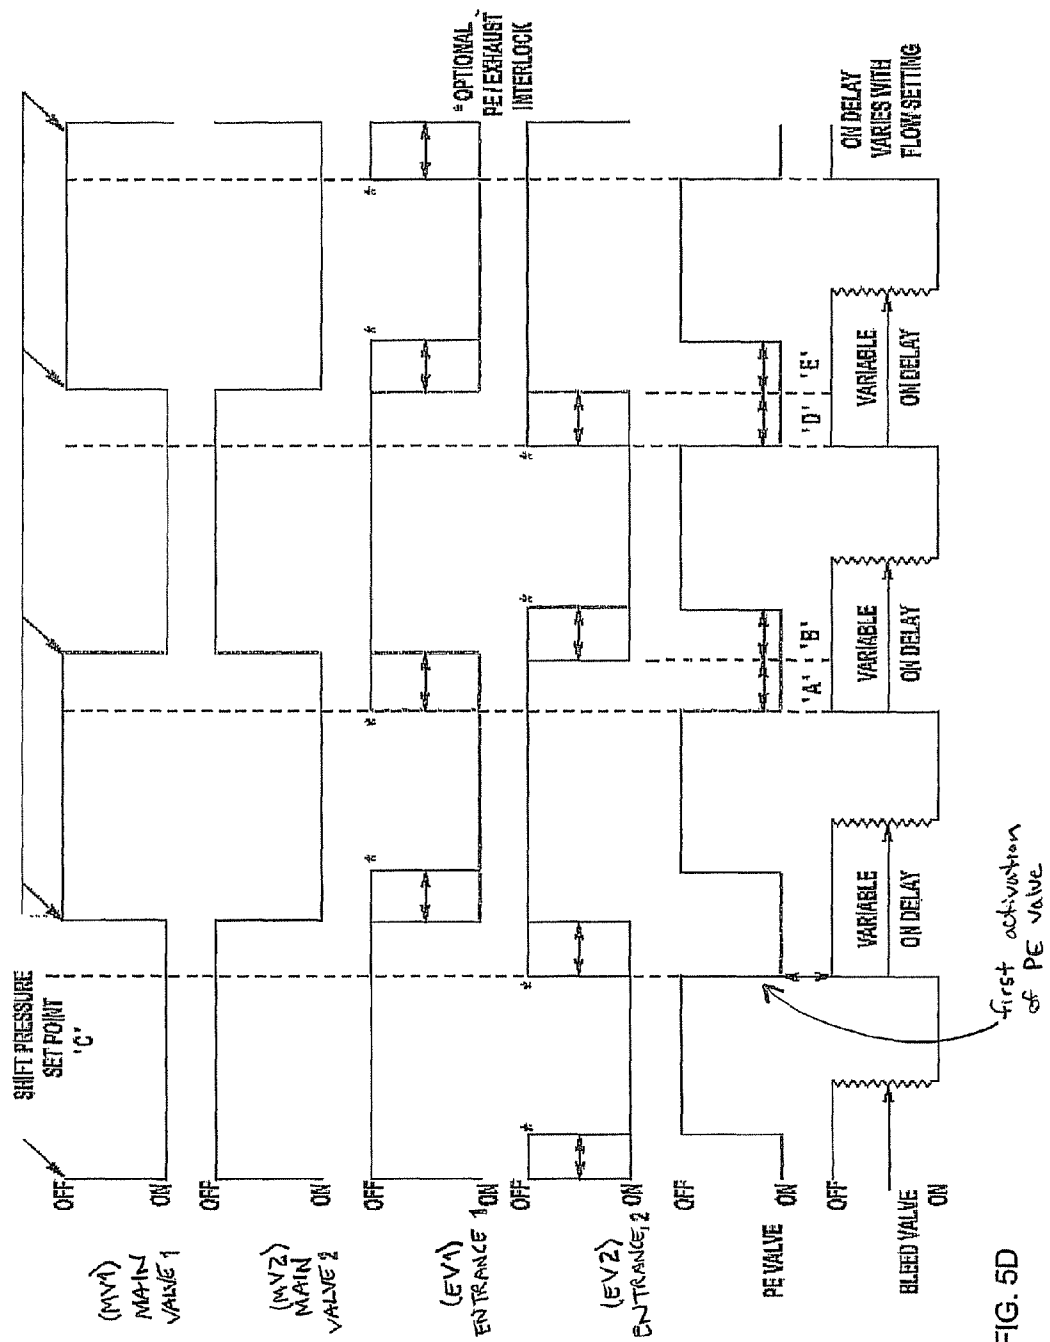 SHIFT PRESSURE
SET POINT
'C'
(MV1)
MAIN
VALVE 1
OFF
ON
(MV2)
MAIN
VALVE 2
OFF
ON
(EV1)
ENTRANCE 1
OFF
ON
*
*
*
*
* OPTIONAL
PE/EXHAUST
INTERLOCK
(EV2)
ENTRANCE, 2
OFF
ON
*
*
*
*
PE VALVE
OFF
ON
'A'
'B'
'D'
'E'
BLEED VALVE
OFF
ON
VARIABLE
ON DELAY
VARIABLE
ON DELAY
VARIABLE
ON DELAY
ON DELAY
VARIES WITH
FLOW SETTING
first activation
of PE valve
FIG. 5D